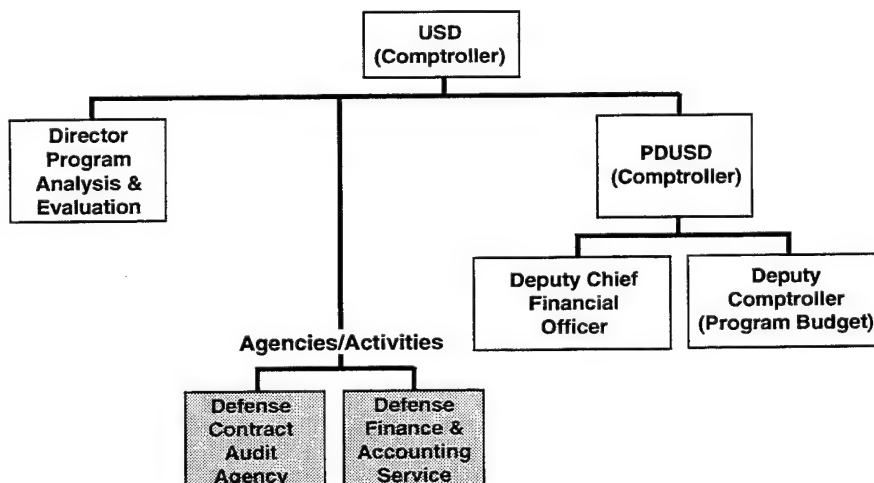 USD
(Comptroller)
Director
Program
Analysis &
Evaluation
PDUSD
(Comptroller)
Deputy Chief
Financial
Officer
Deputy
Comptroller
(Program Budget)
Agencies/Activities
Defense
Contract
Audit
Agency
Defense
Finance &
Accounting
Service